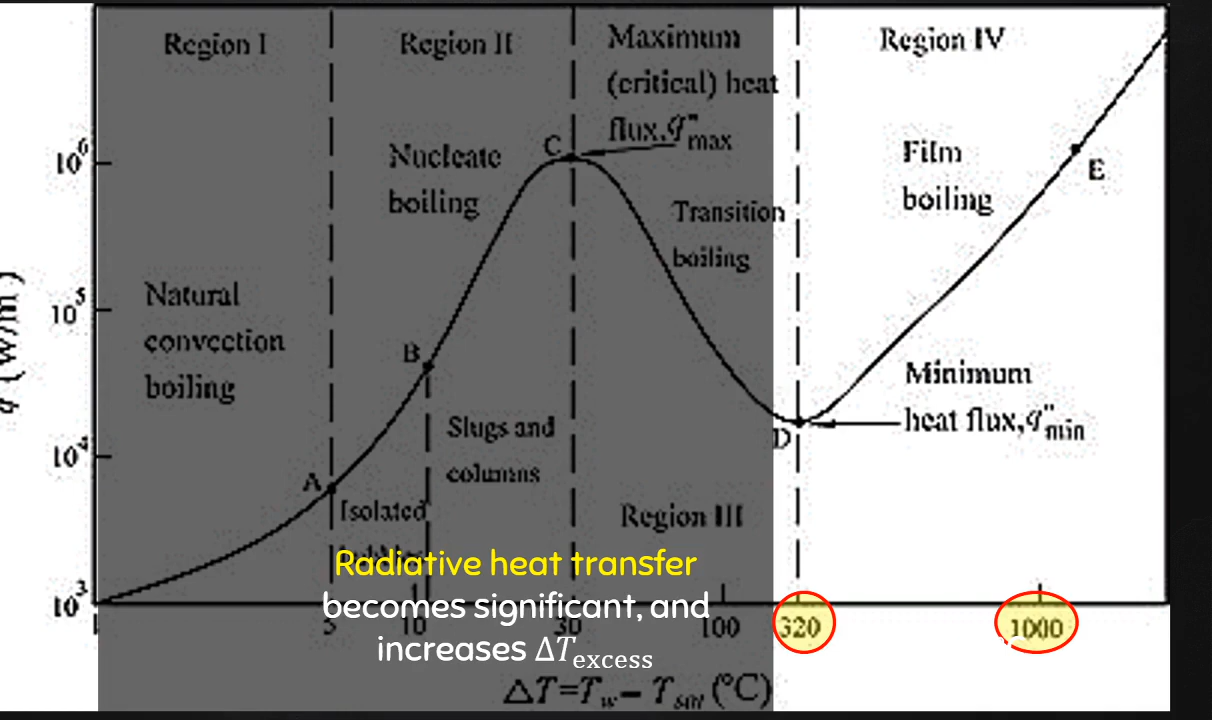 Region I
Region II
Maximum
(critical) heat
flux, q"max
Region IV
C
Nucleate
boiling
Film
boiling
E
Transition
boiling
Natural
convection
boiling
B
Slugs and
columns
Minimum
heat flux, q"min
D
A
Isolated
Region III
10⁶
10⁵
10⁴
10³
q" (W/m
Radiative heat transfer
becomes significant, and
increases ΔTexcess
1
5
10
30
100
320
1000
ΔT=Tw− Tsat (°C)